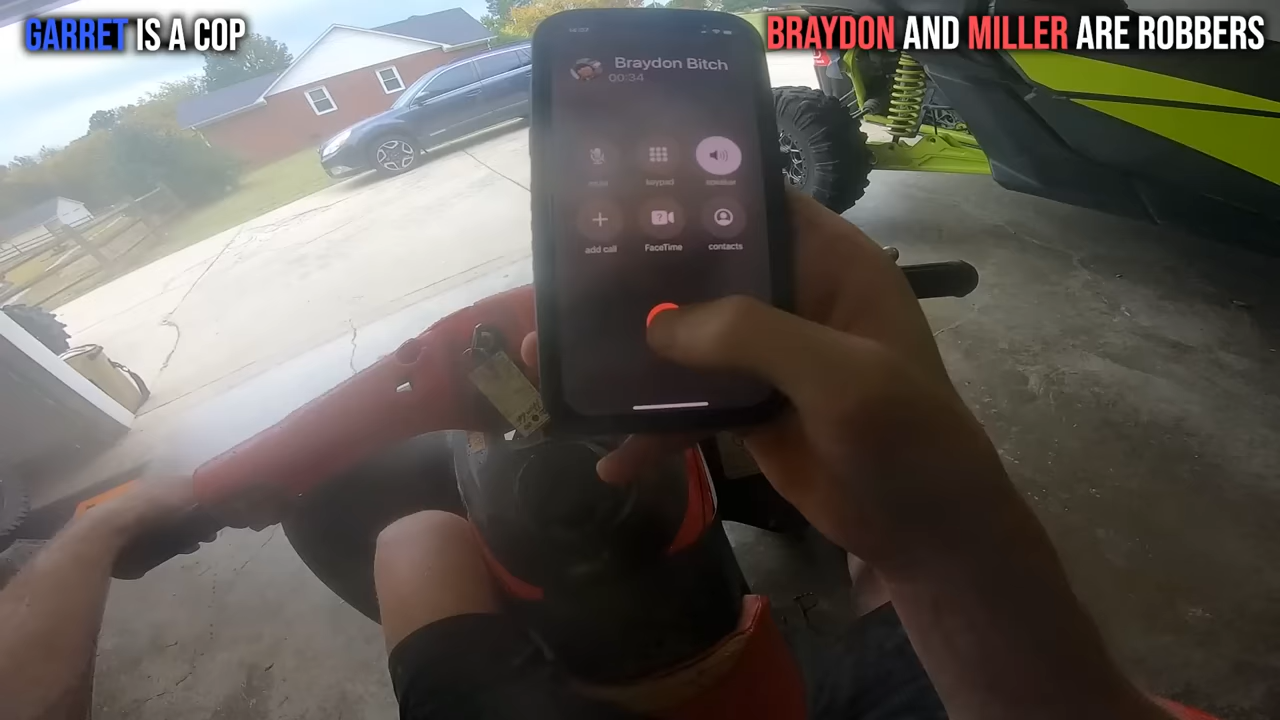 GARRET IS A COP
BRAYDON AND MILLER ARE ROBBERS
Braydon Bitch
00:34
keypad
speaker
add call
FaceTime
contacts